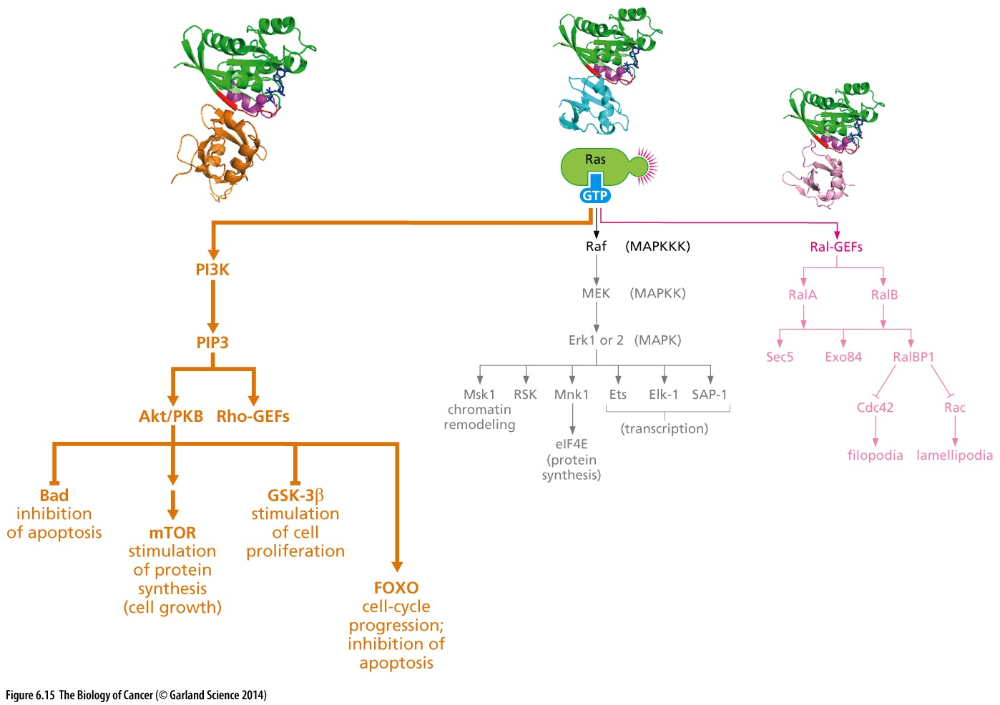 Ras
GTP
Raf (MAPKKK)
Ral-GEFs
PI3K
MEK (MAPKK)
RalA
RalB
PIP3
Erk1 or 2 (MAPK)
Sec5
Exo84
RalBP1
Akt/PKB
Rho-GEFs
Msk1
chromatin
remodeling
RSK
Mnk1
Ets
Elk-1
SAP-1
(transcription)
eIF4E
(protein
synthesis)
Cdc42
Rac
filopodia
lamellipodia
Bad
inhibition
of apoptosis
mTOR
stimulation
of protein
synthesis
(cell growth)
GSK-3β
stimulation
of cell
proliferation
FOXO
cell-cycle
progression;
inhibition of
apoptosis
Figure 6.15 The Biology of Cancer (© Garland Science 2014)